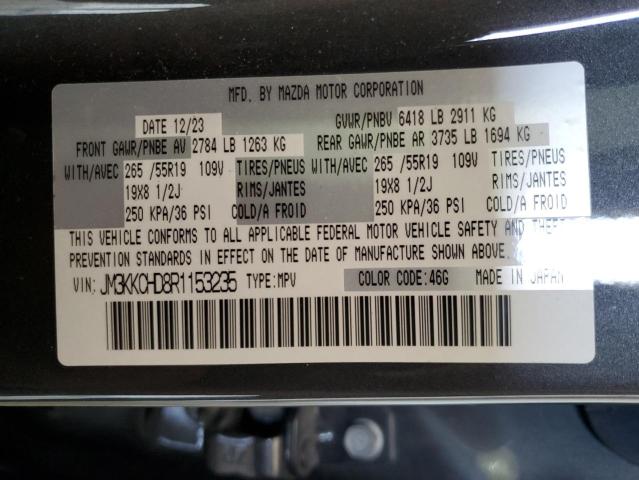 MFD. BY MAZDA MOTOR CORPORATION
DATE 12/23 GVWR/PNBV 6418 LB 2911 KG
FRONT GAWR/PNBE AV 2784 LB 1263 KG REAR GAWR/PNBE AR 3735 LB 1694 KG
WITH/AVEC 265 /55R19 109V TIRES/PNEUS WITH/AVEC 265 /55R19 109V TIRES/PNEUS
19X8 1/2J RIMS/JANTES 19X8 1/2J RIMS/JANTES
250 KPA/36 PSI COLD/A FROID 250 KPA/36 PSI COLD/A FROID
THIS VEHICLE CONFORMS TO ALL APPLICABLE FEDERAL MOTOR VEHICLE SAFETY AND THEFT
PREVENTION STANDARDS IN EFFECT ON THE DATE OF MANUFACTURE SHOWN ABOVE.
VIN: JM3KKCHD8R1153235 TYPE:MPV COLOR CODE:46G MADE IN JAPAN